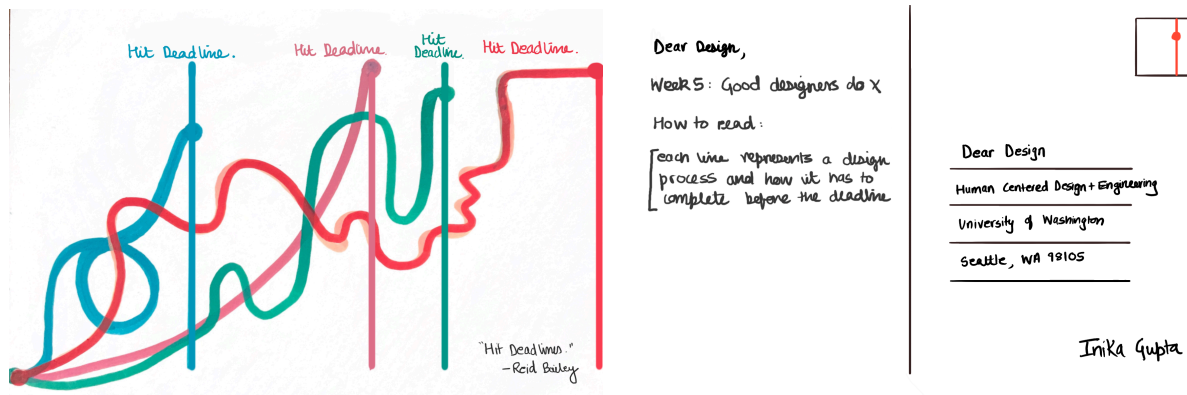 Hit Deadline.
Hit Deadline.
Hit
Deadline.
Hit Deadline.
"Hit Deadlines."
— Reid Bailey
Dear Design,
Week 5: Good designers do X
How to read:
each line represents a design
process and how it has to
complete before the deadline
Dear Design
Human Centered Design + Engineering
University of Washington
Seattle, WA 98105
Inika Gupta